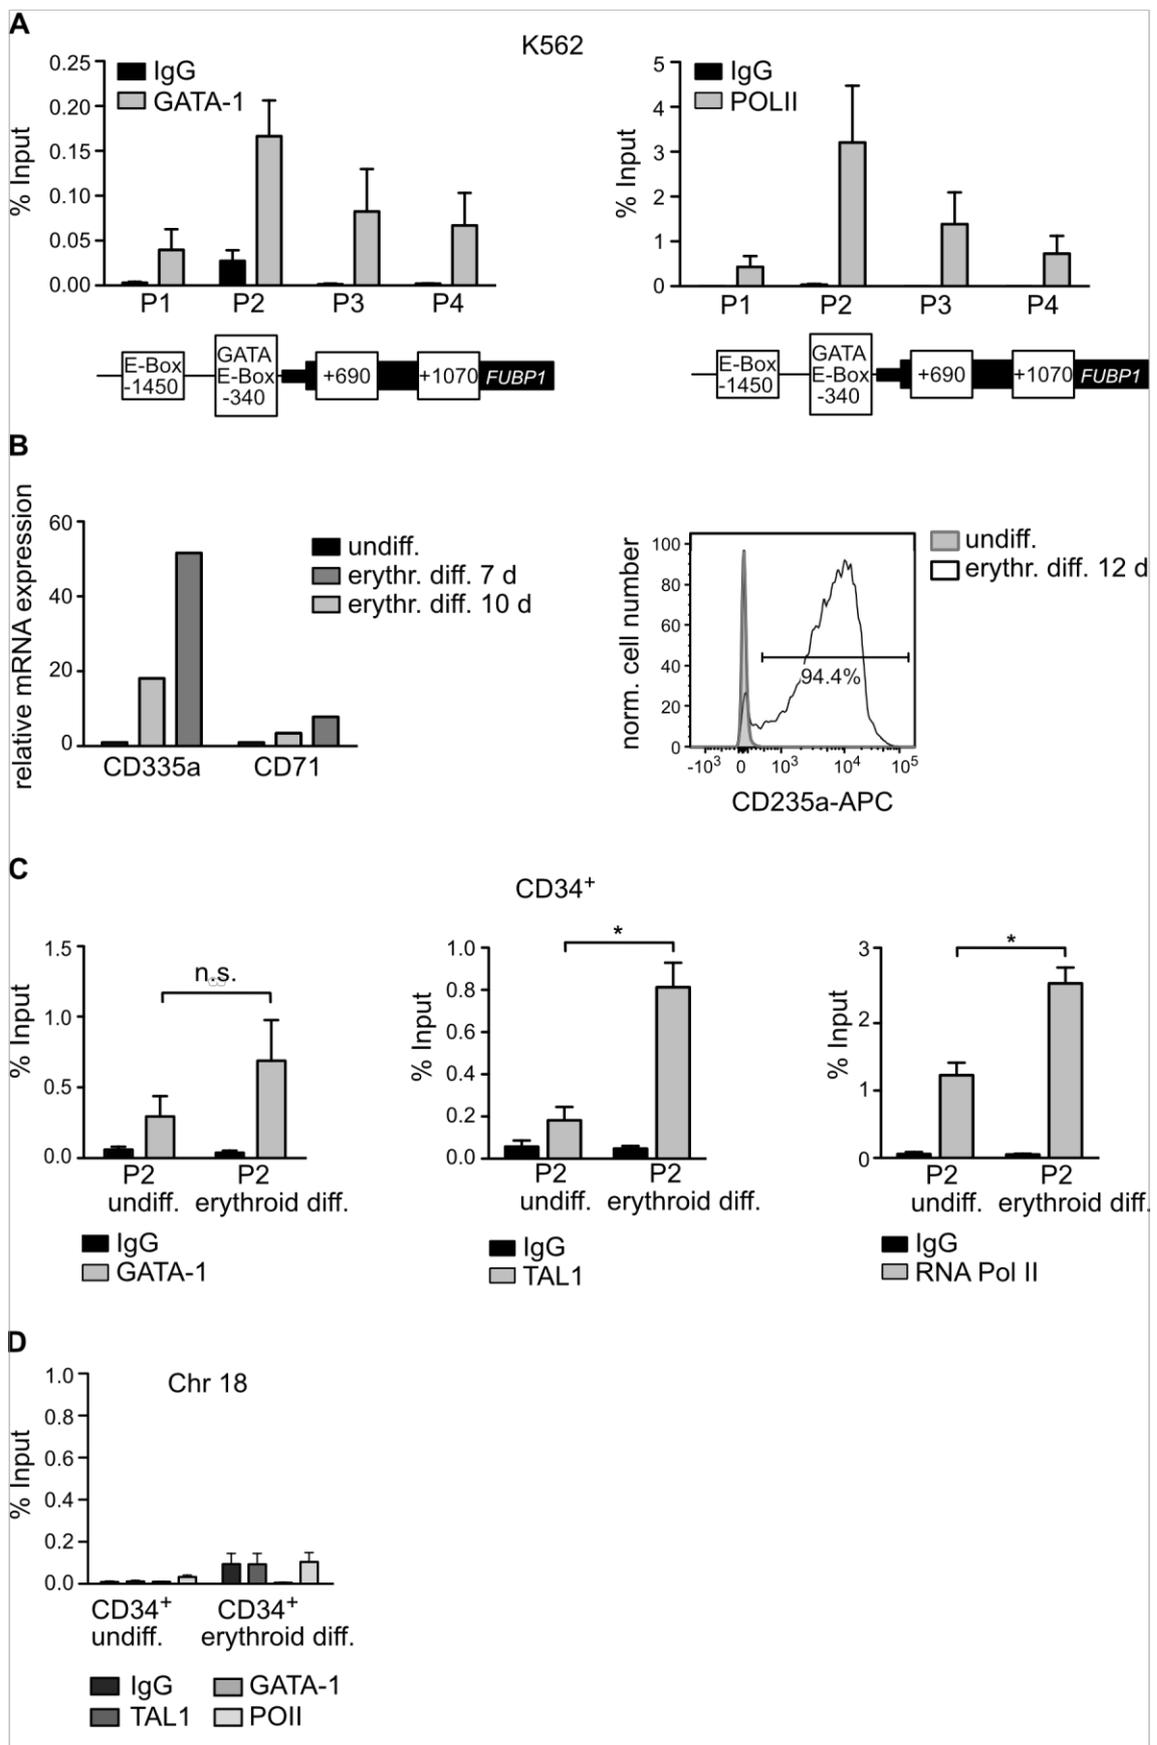 A
K562
0.25
0.20
0.15
0.10
0.05
0.00
% Input
IgG
GATA-1
P1 P2 P3 P4
E-Box
-1450
GATA
E-Box
-340
+690
+1070
FUBP1
5
4
3
2
1
0
% Input
IgG
POLII
P1 P2 P3 P4
E-Box
-1450
GATA
E-Box
-340
+690
+1070
FUBP1
B
60
40
20
0
relative mRNA expression
undiff.
erythr. diff. 7 d
erythr. diff. 10 d
CD335a CD71
100
80
60
40
20
0
norm. cell number
94.4%
-10³ 0 10³ 10⁴ 10⁵
CD235a-APC
undiff.
erythr. diff. 12 d
C
CD34⁺
1.5
1.0
0.5
0.0
% Input
n.s.
P2 P2
undiff. erythroid diff.
IgG
GATA-1
1.0
0.8
0.6
0.4
0.2
0.0
% Input
*
P2 P2
undiff. erythroid diff.
IgG
TAL1
3
2
1
0
% Input
*
P2 P2
undiff. erythroid diff.
IgG
RNA Pol II
D
Chr 18
1.0
0.8
0.6
0.4
0.2
0.0
% Input
CD34⁺ CD34⁺
undiff. erythroid diff.
IgG GATA-1
TAL1 POII